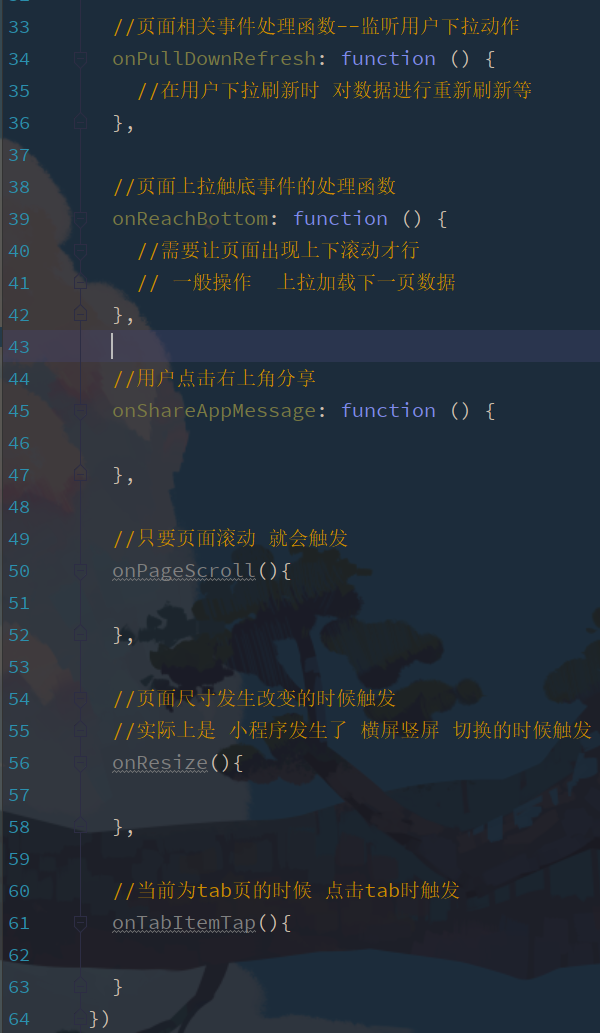 33 //页面相关事件处理函数--监听用户下拉动作
34 onPullDownRefresh: function () {
35 //在用户下拉刷新时 对数据进行重新刷新等
36 },
37
38 //页面上拉触底事件的处理函数
39 onReachBottom: function () {
40 //需要让页面出现上下滚动才行
41 // 一般操作  上拉加载下一页数据
42 },
43
44 //用户点击右上角分享
45 onShareAppMessage: function () {
46
47 },
48
49 //只要页面滚动 就会触发
50 onPageScroll(){
51
52 },
53
54 //页面尺寸发生改变的时候触发
55 //实际上是 小程序发生了 横屏竖屏 切换的时候触发
56 onResize(){
57
58 },
59
60 //当前为tab页的时候 点击tab时触发
61 onTabItemTap(){
62
63 }
64 })